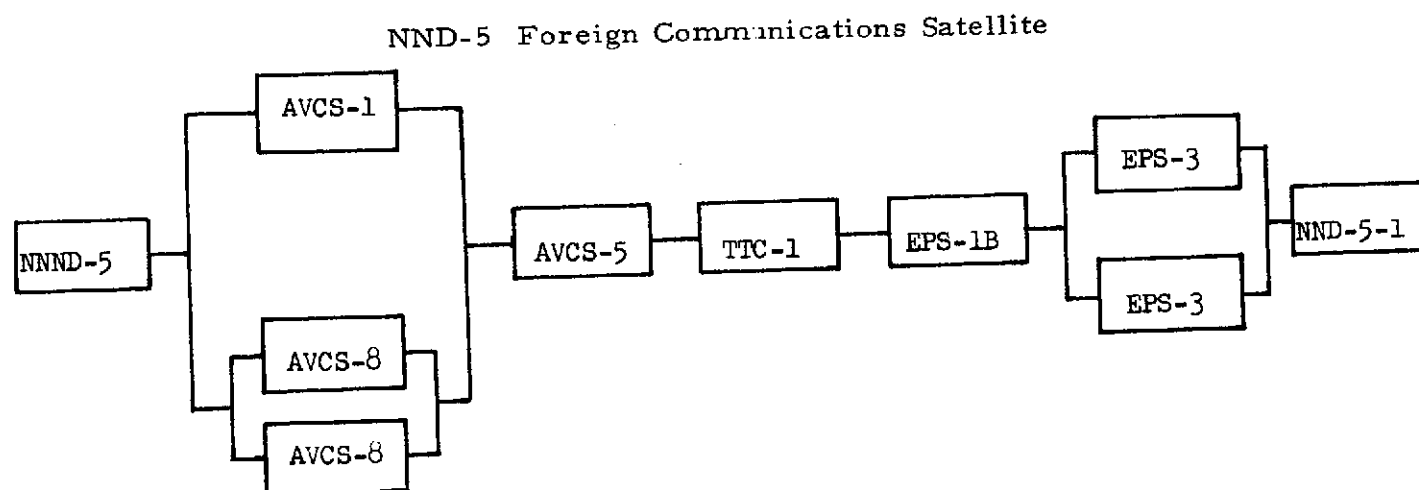 NND-5 Foreign Communications Satellite
AVCS-1
EPS-3
NNND-5
AVCS-5
TTC-1
EPS-1B
NND-5-1
EPS-3
AVCS-8
AVCS-8